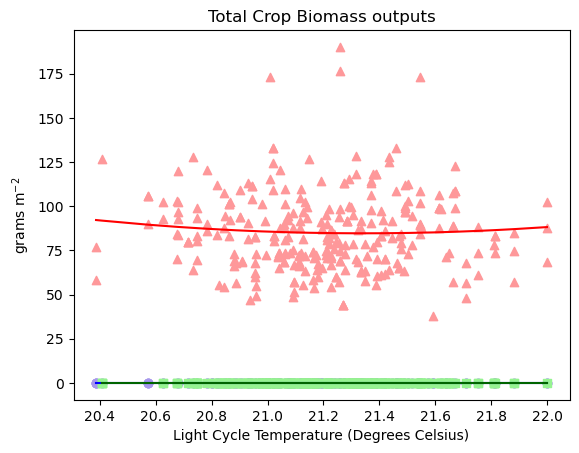 Total Crop Biomass outputs
grams m⁻²
175
150
125
100
75
50
25
0
20.4 20.6 20.8 21.0 21.2 21.4 21.6 21.8 22.0
Light Cycle Temperature (Degrees Celsius)